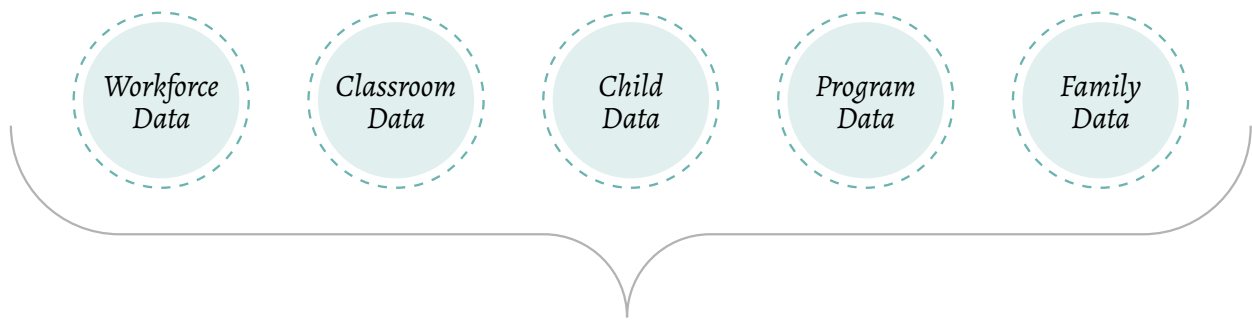 Workforce
Data
Classroom
Data
Child
Data
Program
Data
Family
Data